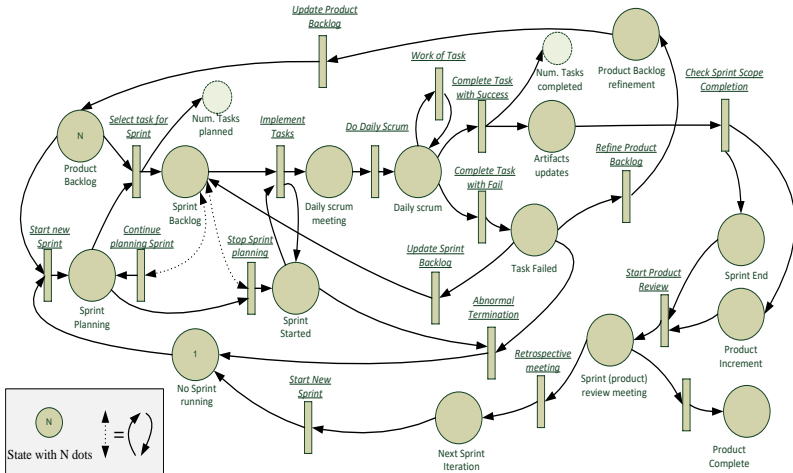 Update Product
Backlog
Work of Task
Num. Tasks
completed
Product Backlog
refinement
Check Sprint Scope
Completion
Select task for
Sprint
Num. Tasks
planned
Implement
Tasks
Complete Task
with Success
Do Daily Scrum
N
Product
Backlog
Sprint
Backlog
Daily scrum
meeting
Daily scrum
Artifacts
updates
Refine Product
Backlog
Complete Task
with Fail
Start new
Sprint
Continue
planning Sprint
Stop Sprint
planning
Update Sprint
Backlog
Task Failed
Sprint End
Start Product
Review
Sprint
Planning
Sprint
Started
Abnormal
Termination
Product
Increment
1
No Sprint
running
Retrospective
meeting
Sprint (product)
review meeting
Start New
Sprint
Next Sprint
Iteration
Product
Complete
N
=
State with N dots